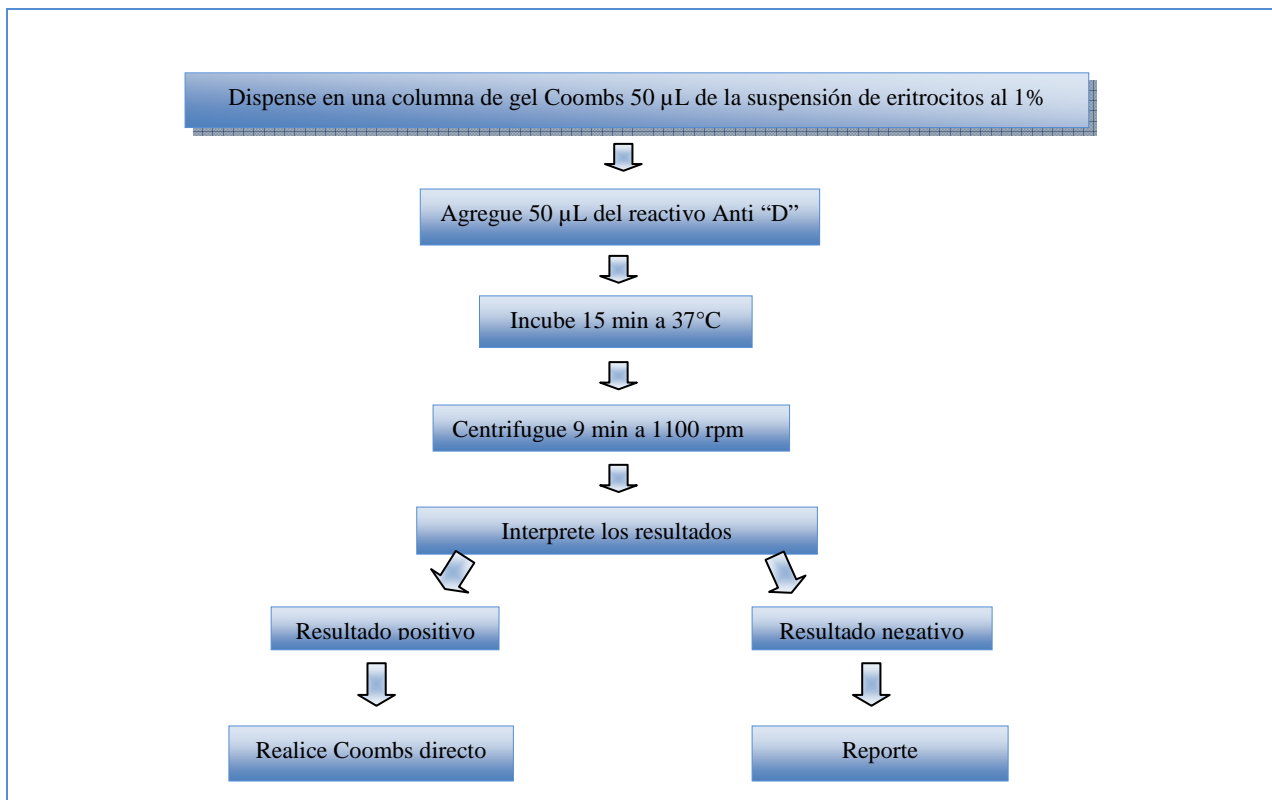 Dispense en una columna de gel Coombs 50 µL de la suspensión de eritrocitos al 1%
Agregue 50 µL del reactivo Anti “D”
Incube 15 min a 37°C
Centrifugue 9 min a 1100 rpm
Interprete los resultados
Resultado positivo
Resultado negativo
Realice Coombs directo
Reporte